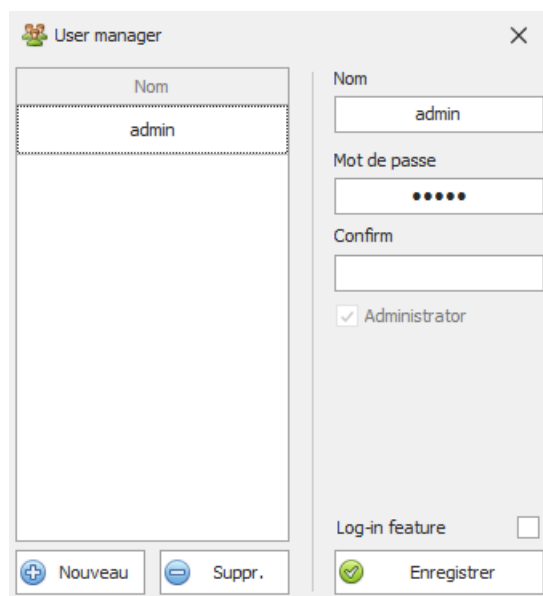 User manager
Nom
admin
Nom
admin
Mot de passe
•••••
Confirm
Administrator
Log-in feature
Nouveau
Suppr.
Enregistrer